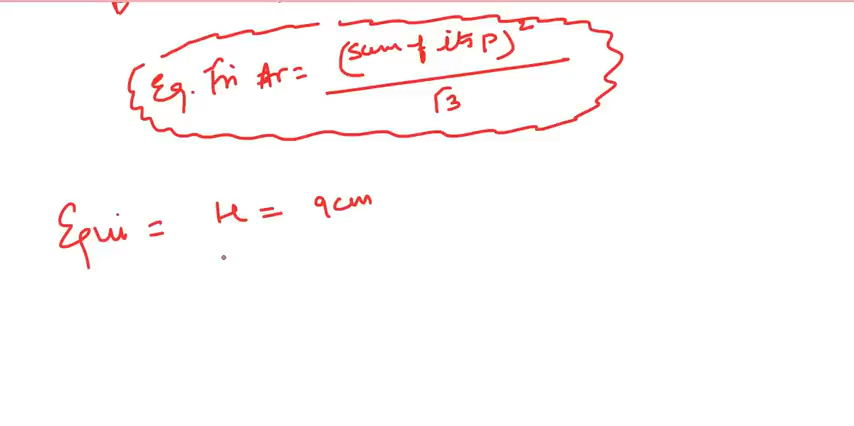 Eq. Tri Ar = (sum of its P)² / √3
Equi = H = 9cm